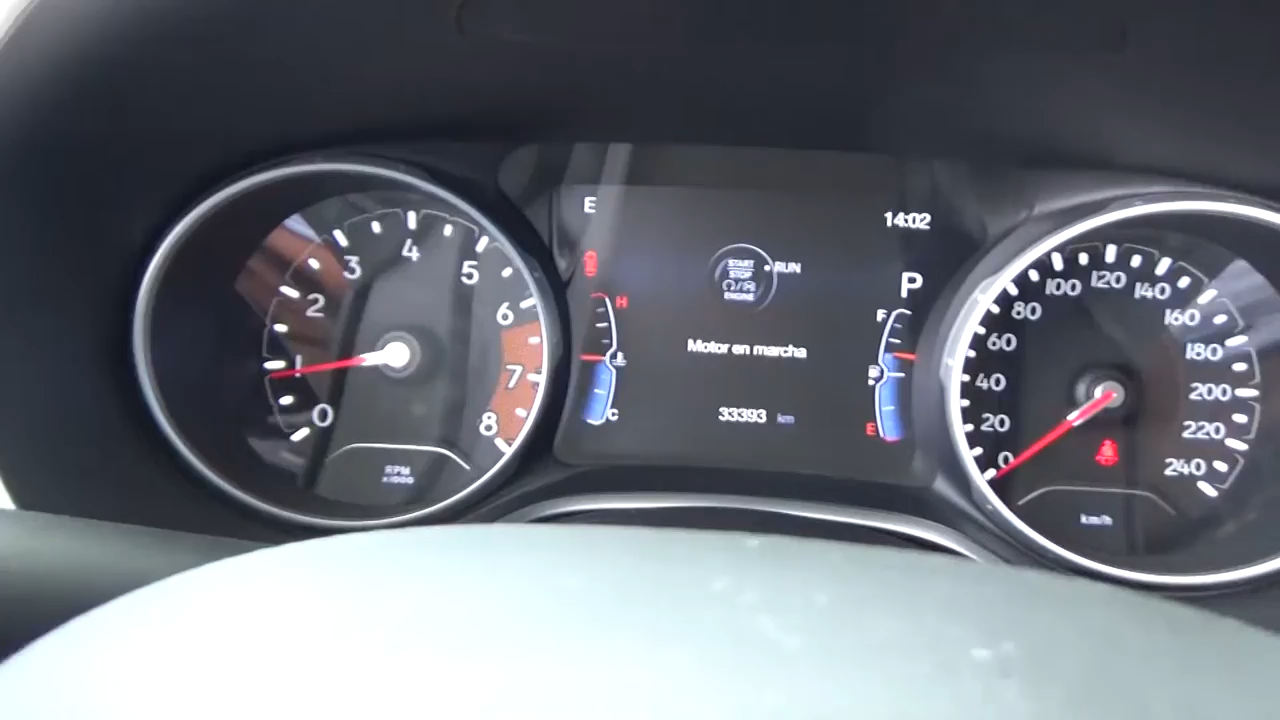 0
1
2
3
4
5
6
7
8
RPM
x1000
E
14:02
START
STOP
ENGINE
RUN
P
H
C
F
E
Motor en marcha
33393 km
0
20
40
60
80
100
120
140
160
180
200
220
240
km/h